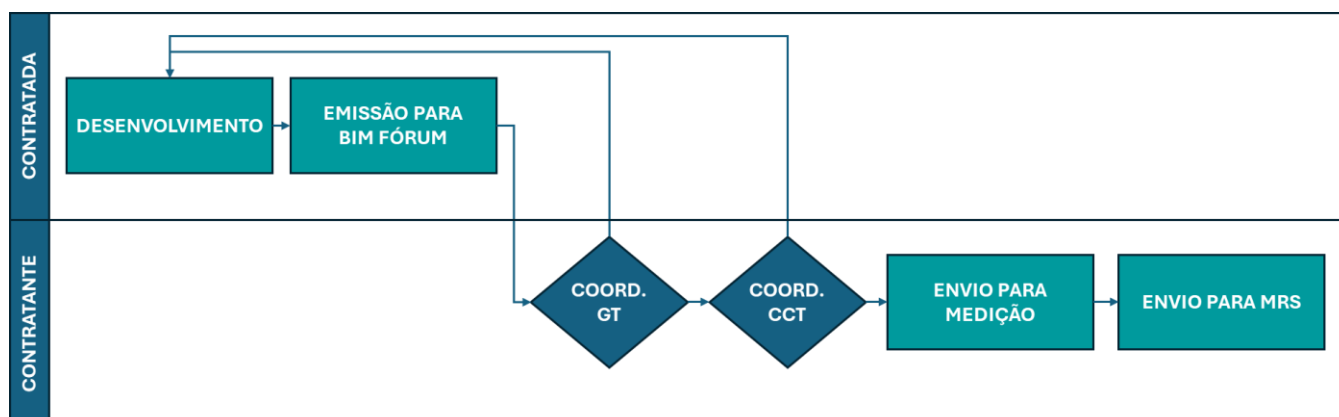 CONTRATADA
DESENVOLVIMENTO
EMISSÃO PARA
BIM FÓRUM
CONTRATANTE
COORD.
GT
COORD.
CCT
ENVIO PARA
MEDIÇÃO
ENVIO PARA MRS